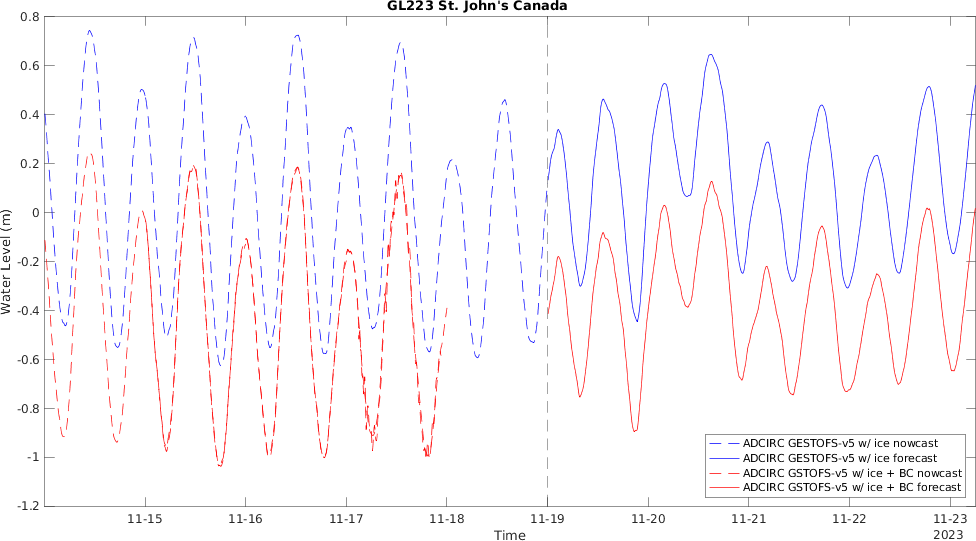 GL223 St. John's Canada
0.8
0.6
0.4
0.2
0
-0.2
-0.4
-0.6
-0.8
-1
-1.2
Water Level (m)
ADCIRC GESTOFS-v5 w/ ice nowcast
ADCIRC GESTOFS-v5 w/ ice forecast
ADCIRC GSTOFS-v5 w/ ice + BC nowcast
ADCIRC GSTOFS-v5 w/ ice + BC forecast
11-15 11-16 11-17 11-18 11-19 11-20 11-21 11-22 11-23
Time 2023